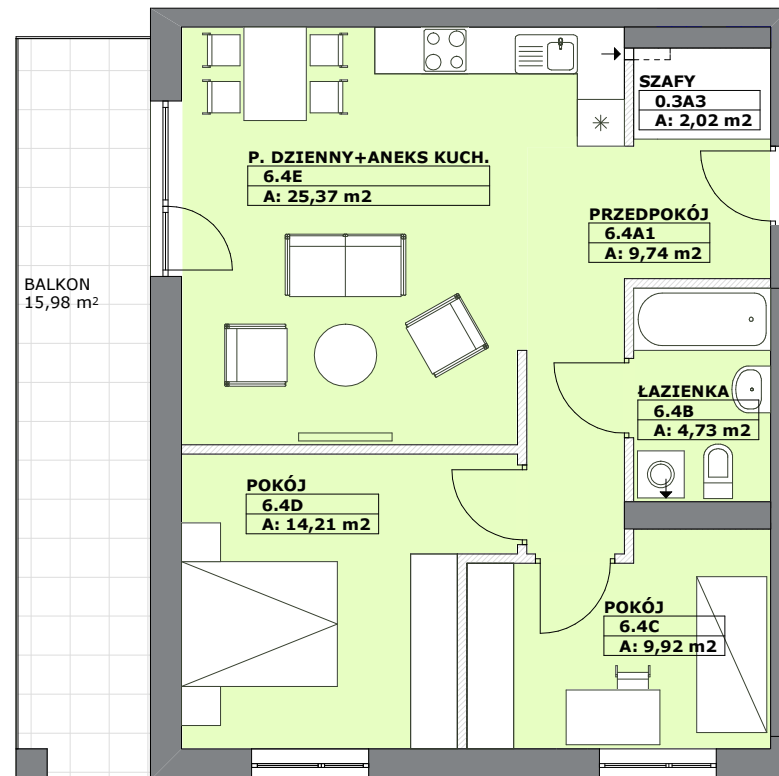 SZAFY
0.3A3
A: 2,02 m2
P. DZIENNY+ANEKS KUCH.
6.4E
A: 25,37 m2
PRZEDPOKÓJ
6.4A1
A: 9,74 m2
BALKON
15,98 m²
ŁAZIENKA
6.4B
A: 4,73 m2
POKÓJ
6.4D
A: 14,21 m2
POKÓJ
6.4C
A: 9,92 m2